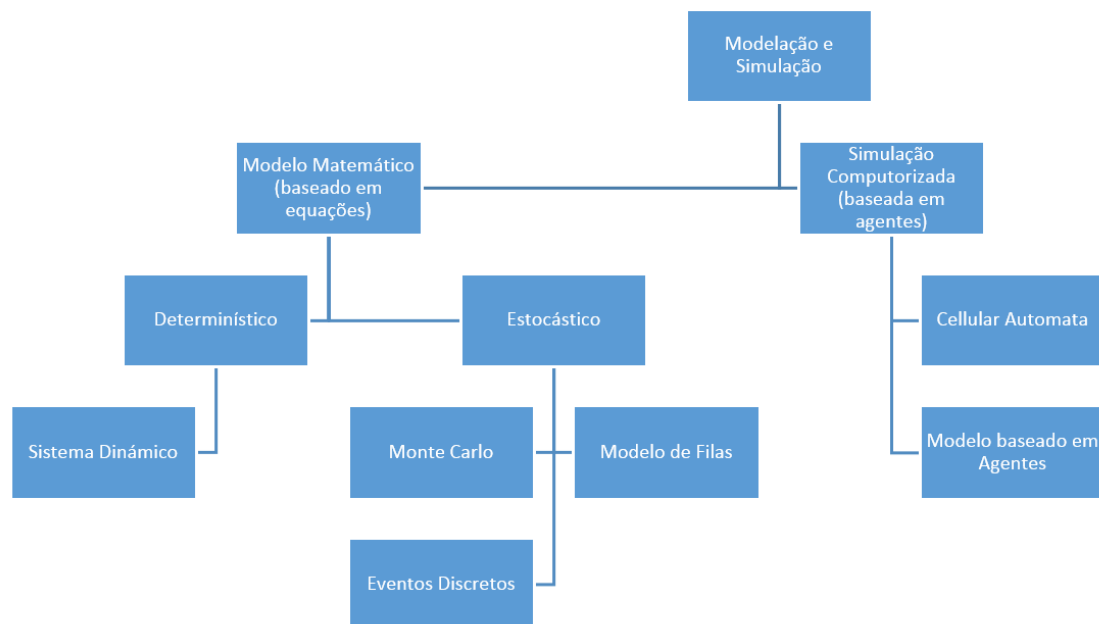 Modelação e
Simulação
Modelo Matemático
(baseado em
equações)
Simulação
Computorizada
(baseada em
agentes)
Determinístico
Estocástico
Cellular Automata
Sistema Dinámico
Monte Carlo
Modelo de Filas
Modelo baseado em
Agentes
Eventos Discretos